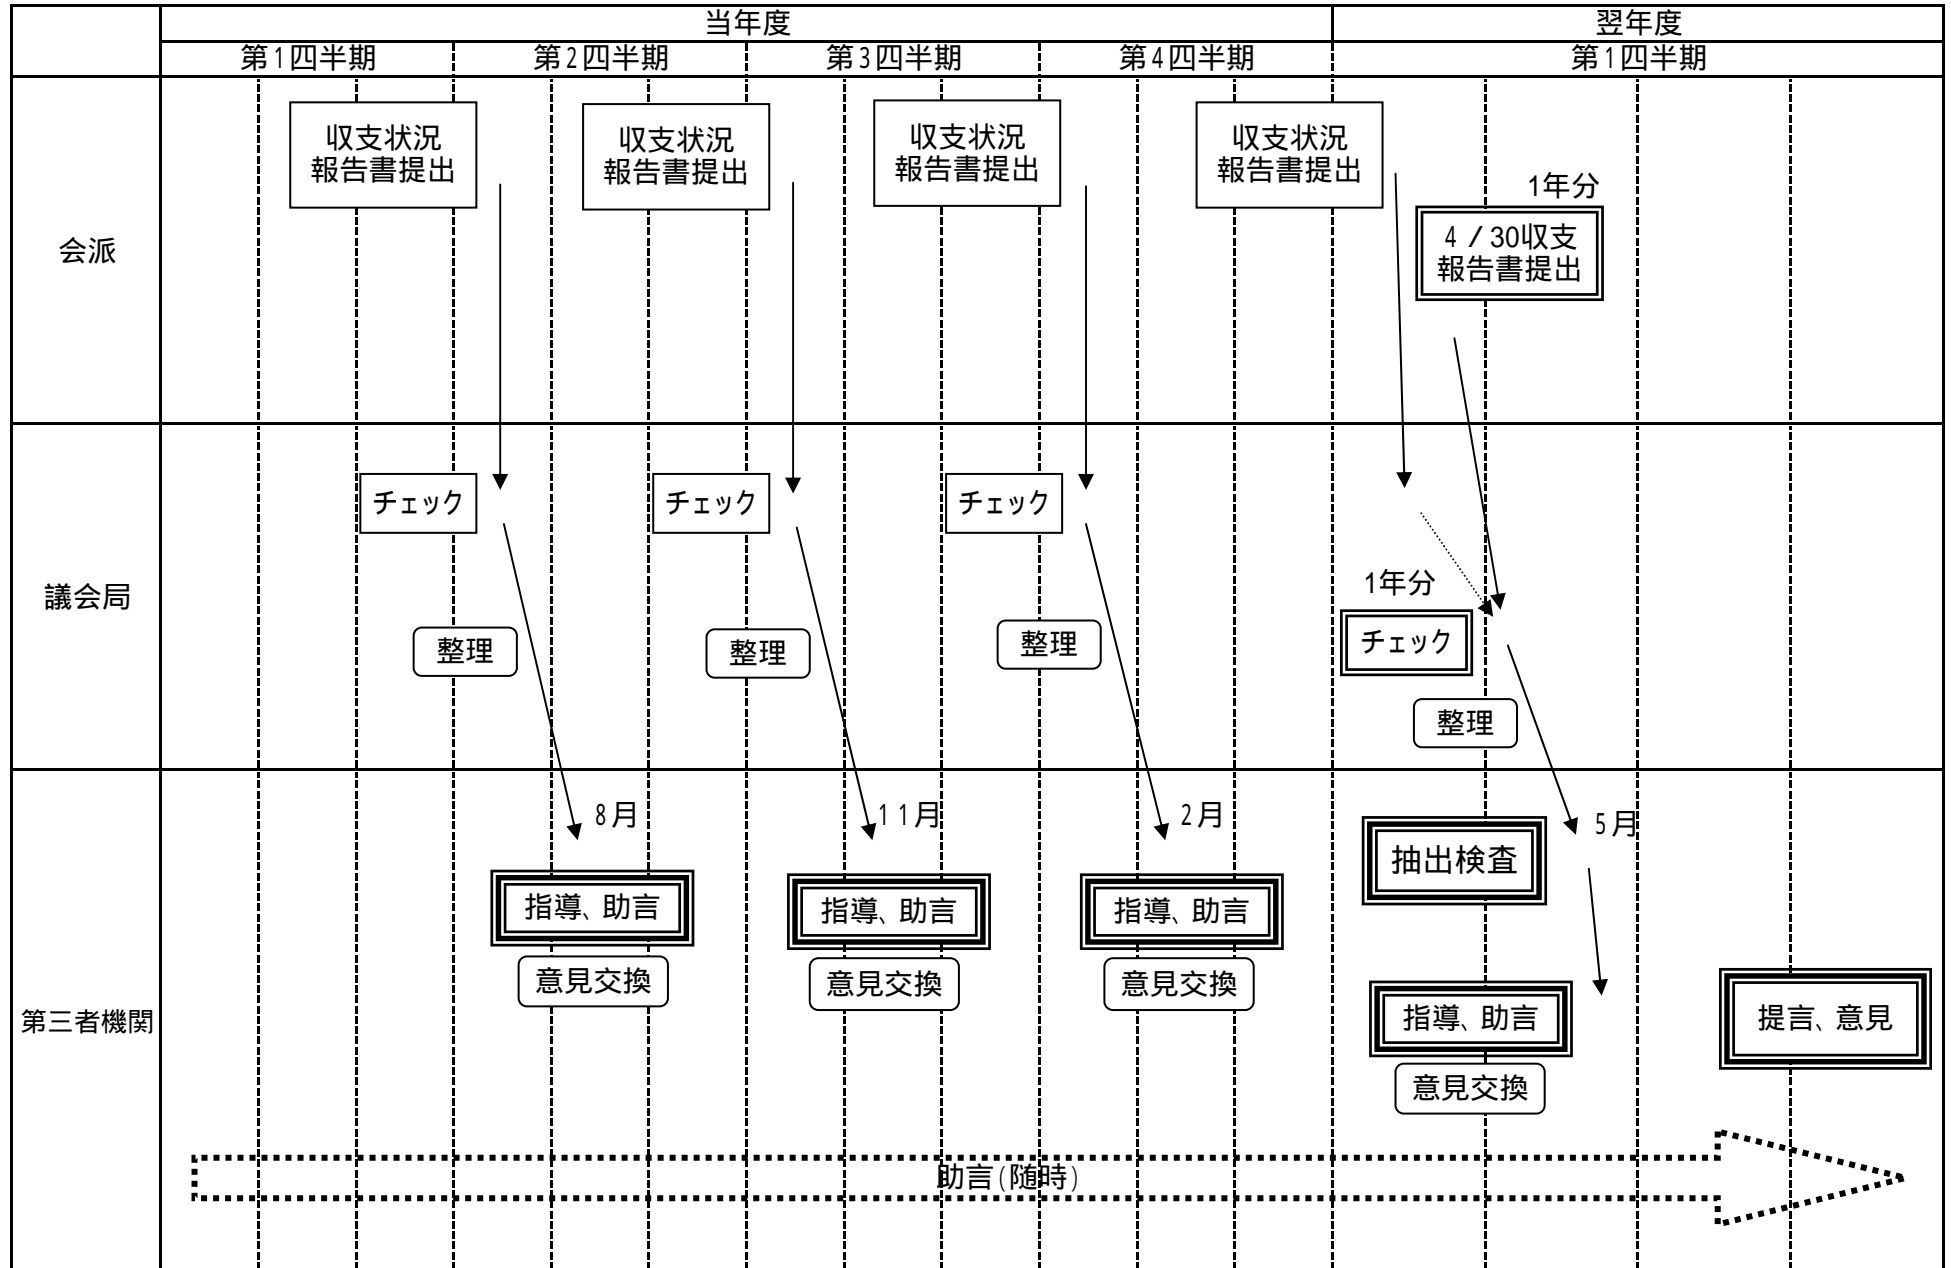 当年度
翌年度
第1四半期
第2四半期
第3四半期
第4四半期
第1四半期
会派
収支状況
報告書提出
収支状況
報告書提出
収支状況
報告書提出
収支状況
報告書提出
1年分
4/30収支
報告書提出
議会局
チェック
チェック
チェック
1年分
チェック
整理
整理
整理
整理
第三者機関
8月
11月
2月
5月
抽出検査
指導、助言
指導、助言
指導、助言
意見交換
意見交換
意見交換
指導、助言
提言、意見
意見交換
助言(随時)